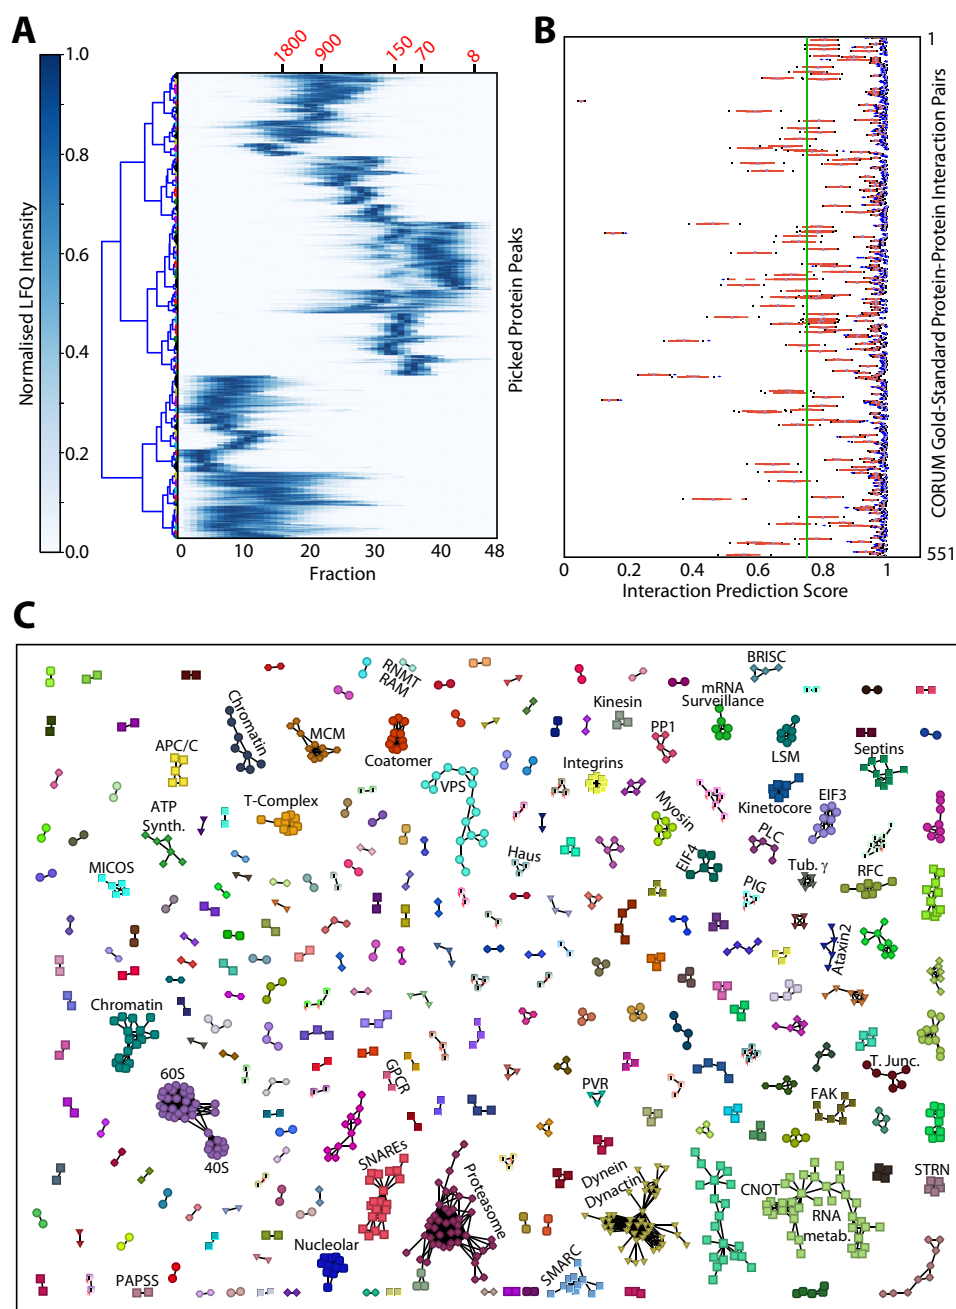 A
B
1800
900
150
70
8
1.0
0.8
0.6
0.4
0.2
0.0
Normalised LFQ Intensity
Picked Protein Peaks
0
10
20
30
40
48
Fraction
1
551
CORUM Gold-Standard Protein-Protein Interaction Pairs
0
0.2
0.4
0.6
0.8
1
Interaction Prediction Score
C
RNMT
RAM
BRISC
Chromatin
MCM
Coatomer
Kinesin
PP1
mRNA
Surveillance
LSM
Septins
APC/C
VPS
Integrins
Kinetocore
EIF3
ATP
Synth.
T-Complex
Myosin
PLC
MICOS
Haus
EIF4
PIG
Tub. γ
RFC
Ataxin2
Chromatin
60S
40S
GPCR
PVR
T. Junc.
FAK
SNAREs
Proteasome
Dynein
Dynactin
CNOT
RNA
metab.
STRN
Nucleolar
SMARC
PAPSS